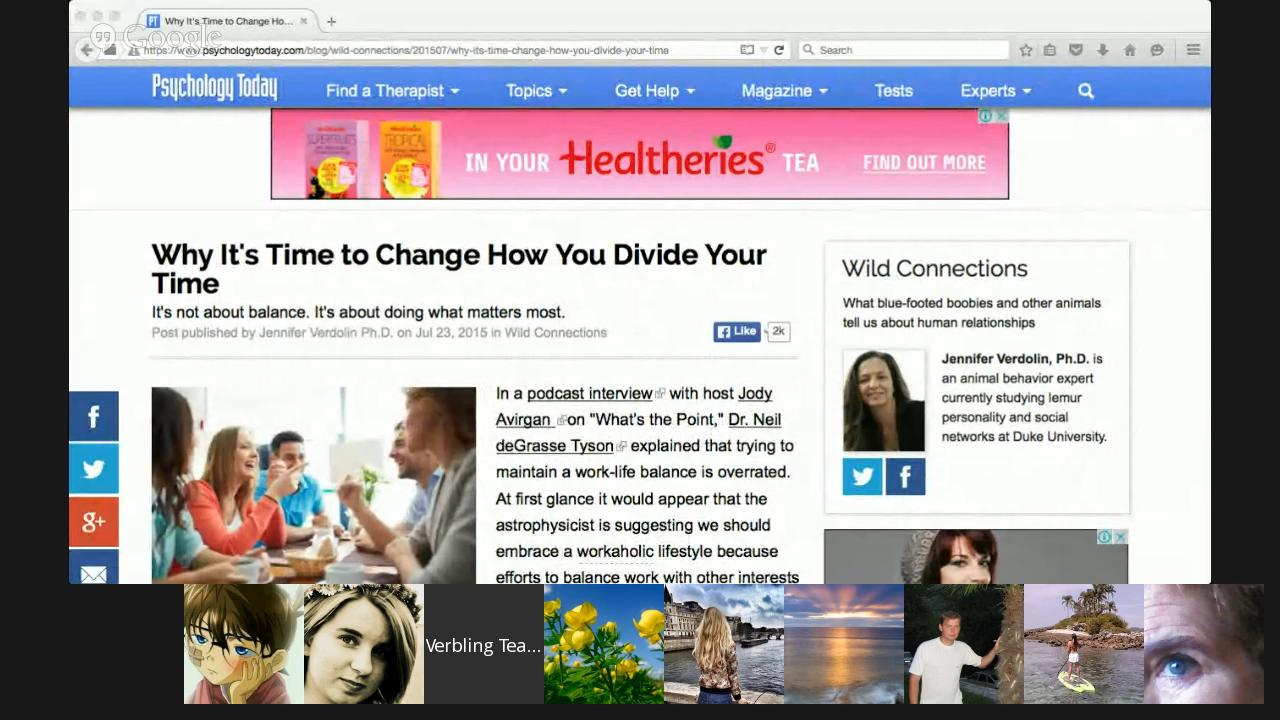 Why It's Time to Change Ho...
Google
https://www.psychologytoday.com/blog/wild-connections/201507/why-its-time-change-how-you-divide-your-time
Search
Psychology Today
Find a Therapist
Topics
Get Help
Magazine
Tests
Experts
SUPERFRUITS
TROPICAL
IN YOUR Healtheries® TEA
FIND OUT MORE
Why It's Time to Change How You Divide Your
Time
It's not about balance. It's about doing what matters most.
Post published by Jennifer Verdolin Ph.D. on Jul 23, 2015 in Wild Connections
Like
2k
In a podcast interview with host Jody
Avirgan on "What's the Point," Dr. Neil
deGrasse Tyson explained that trying to
maintain a work-life balance is overrated.
At first glance it would appear that the
astrophysicist is suggesting we should
embrace a workaholic lifestyle because
efforts to balance work with other interests
Wild Connections
What blue-footed boobies and other animals
tell us about human relationships
Jennifer Verdolin, Ph.D. is
an animal behavior expert
currently studying lemur
personality and social
networks at Duke University.
Verbling Tea...